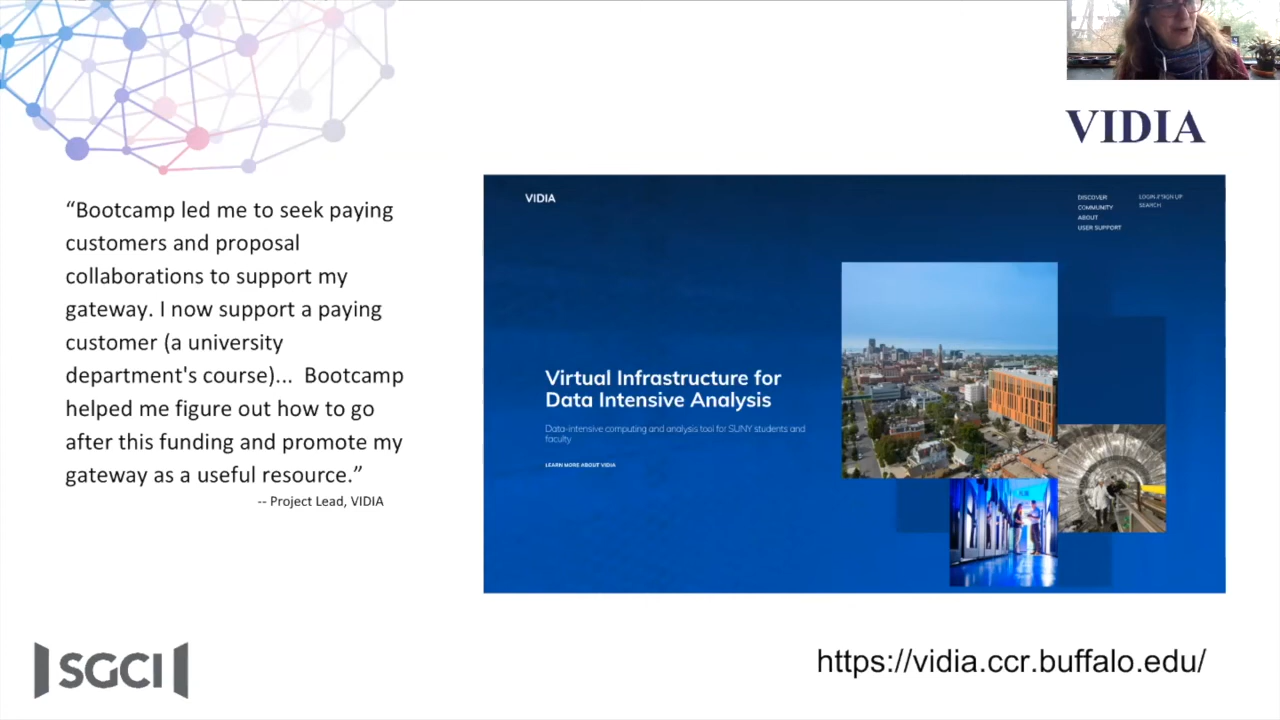 VIDIA
“Bootcamp led me to seek paying
customers and proposal
collaborations to support my
gateway. I now support a paying
customer (a university
department's course)...  Bootcamp
helped me figure out how to go
after this funding and promote my
gateway as a useful resource.”
-- Project Lead, VIDIA
VIDIA
DISCOVER
COMMUNITY
ABOUT
USER SUPPORT
LOGIN // SIGN UP
SEARCH
Virtual Infrastructure for
Data Intensive Analysis
Data-intensive computing and analysis tool for SUNY students and
faculty
LEARN MORE ABOUT VIDIA
SGCI
https://vidia.ccr.buffalo.edu/